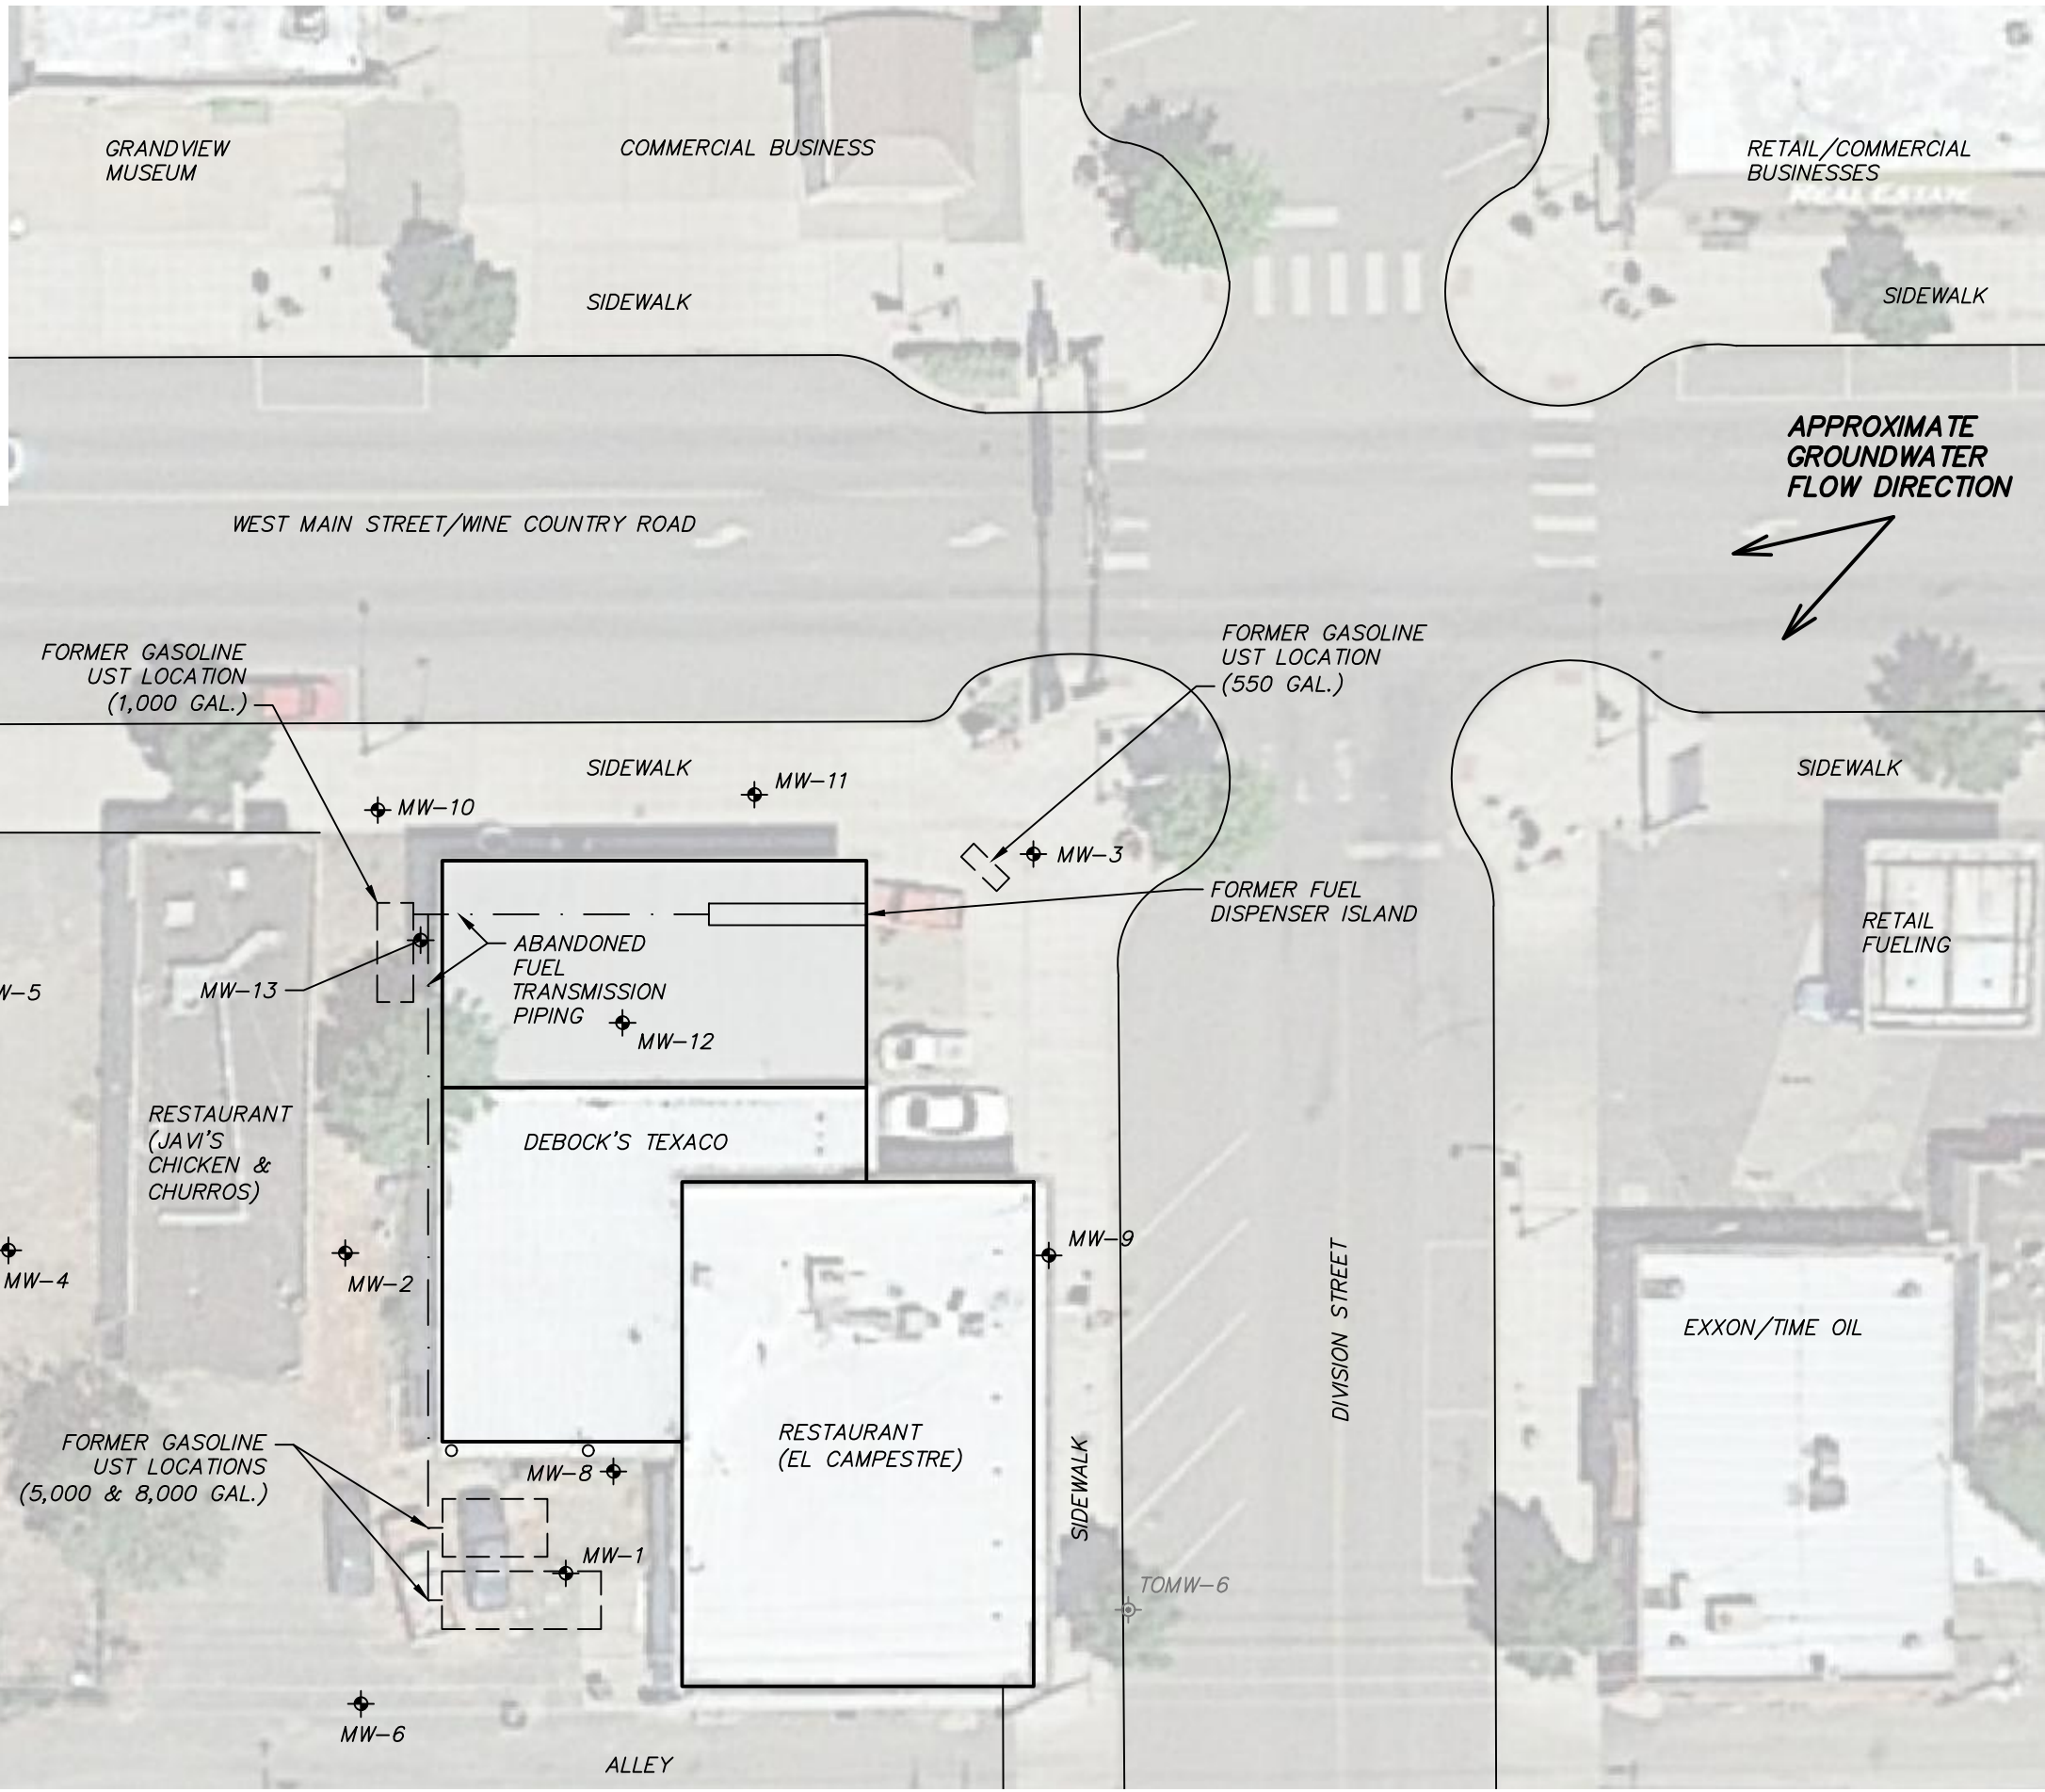 GRANDVIEW
MUSEUM
COMMERCIAL BUSINESS
RETAIL/COMMERCIAL
BUSINESSES
REAL ESTATE
SIDEWALK
SIDEWALK
APPROXIMATE
GROUNDWATER
FLOW DIRECTION
WEST MAIN STREET/WINE COUNTRY ROAD
FORMER GASOLINE
UST LOCATION
(1,000 GAL.)
FORMER GASOLINE
UST LOCATION
(550 GAL.)
SIDEWALK
SIDEWALK
MW-11
MW-10
MW-3
FORMER FUEL
DISPENSER ISLAND
RETAIL
FUELING
ABANDONED
FUEL
TRANSMISSION
PIPING
MW-13
W-5
MW-12
RESTAURANT
(JAVI'S
CHICKEN &
CHURROS)
DEBOCK'S TEXACO
MW-9
MW-4
MW-2
DIVISION STREET
EXXON/TIME OIL
RESTAURANT
(EL CAMPESTRE)
SIDEWALK
FORMER GASOLINE
UST LOCATIONS
(5,000 & 8,000 GAL.)
MW-8
MW-1
TOMW-6
MW-6
ALLEY